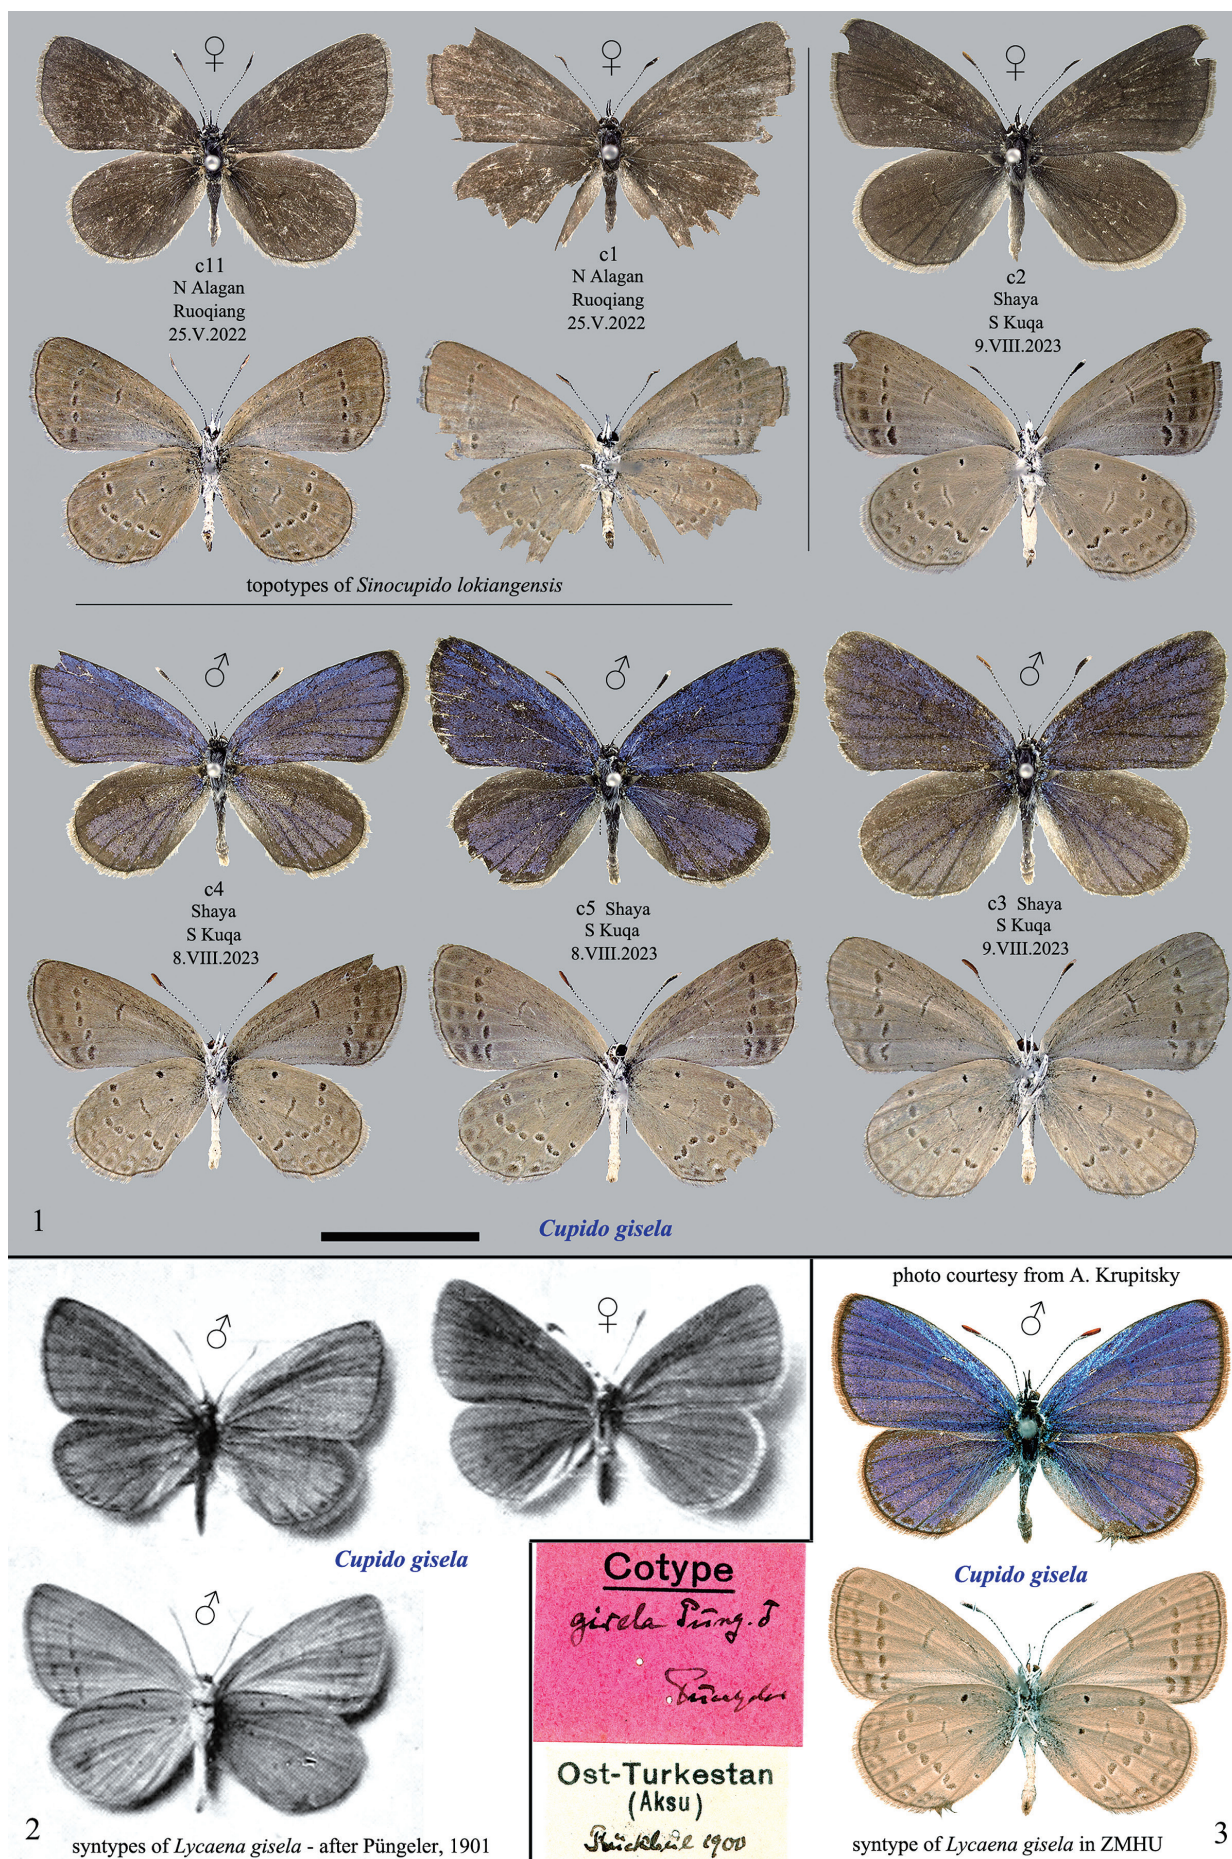 ♀
♀
♀
c11
N Alagan
Ruoqiang
25.V.2022
c1
N Alagan
Ruoqiang
25.V.2022
c2
Shaya
S Kuqa
9.VIII.2023
topotypes of Sinocupido lokiangensis
♂
♂
♂
c4
Shaya
S Kuqa
8.VIII.2023
c5 Shaya
S Kuqa
8.VIII.2023
c3 Shaya
S Kuqa
9.VIII.2023
1
Cupido gisela
♂
♀
Cupido gisela
♂
2
syntypes of Lycaena gisela - after Püngeler, 1901
Cotype
gisela Püng. ♂
Püngeler
Ost-Turkestan
(Aksu)
Rückbeil 1900
photo courtesy from A. Krupitsky
♂
Cupido gisela
syntype of Lycaena gisela in ZMHU
3